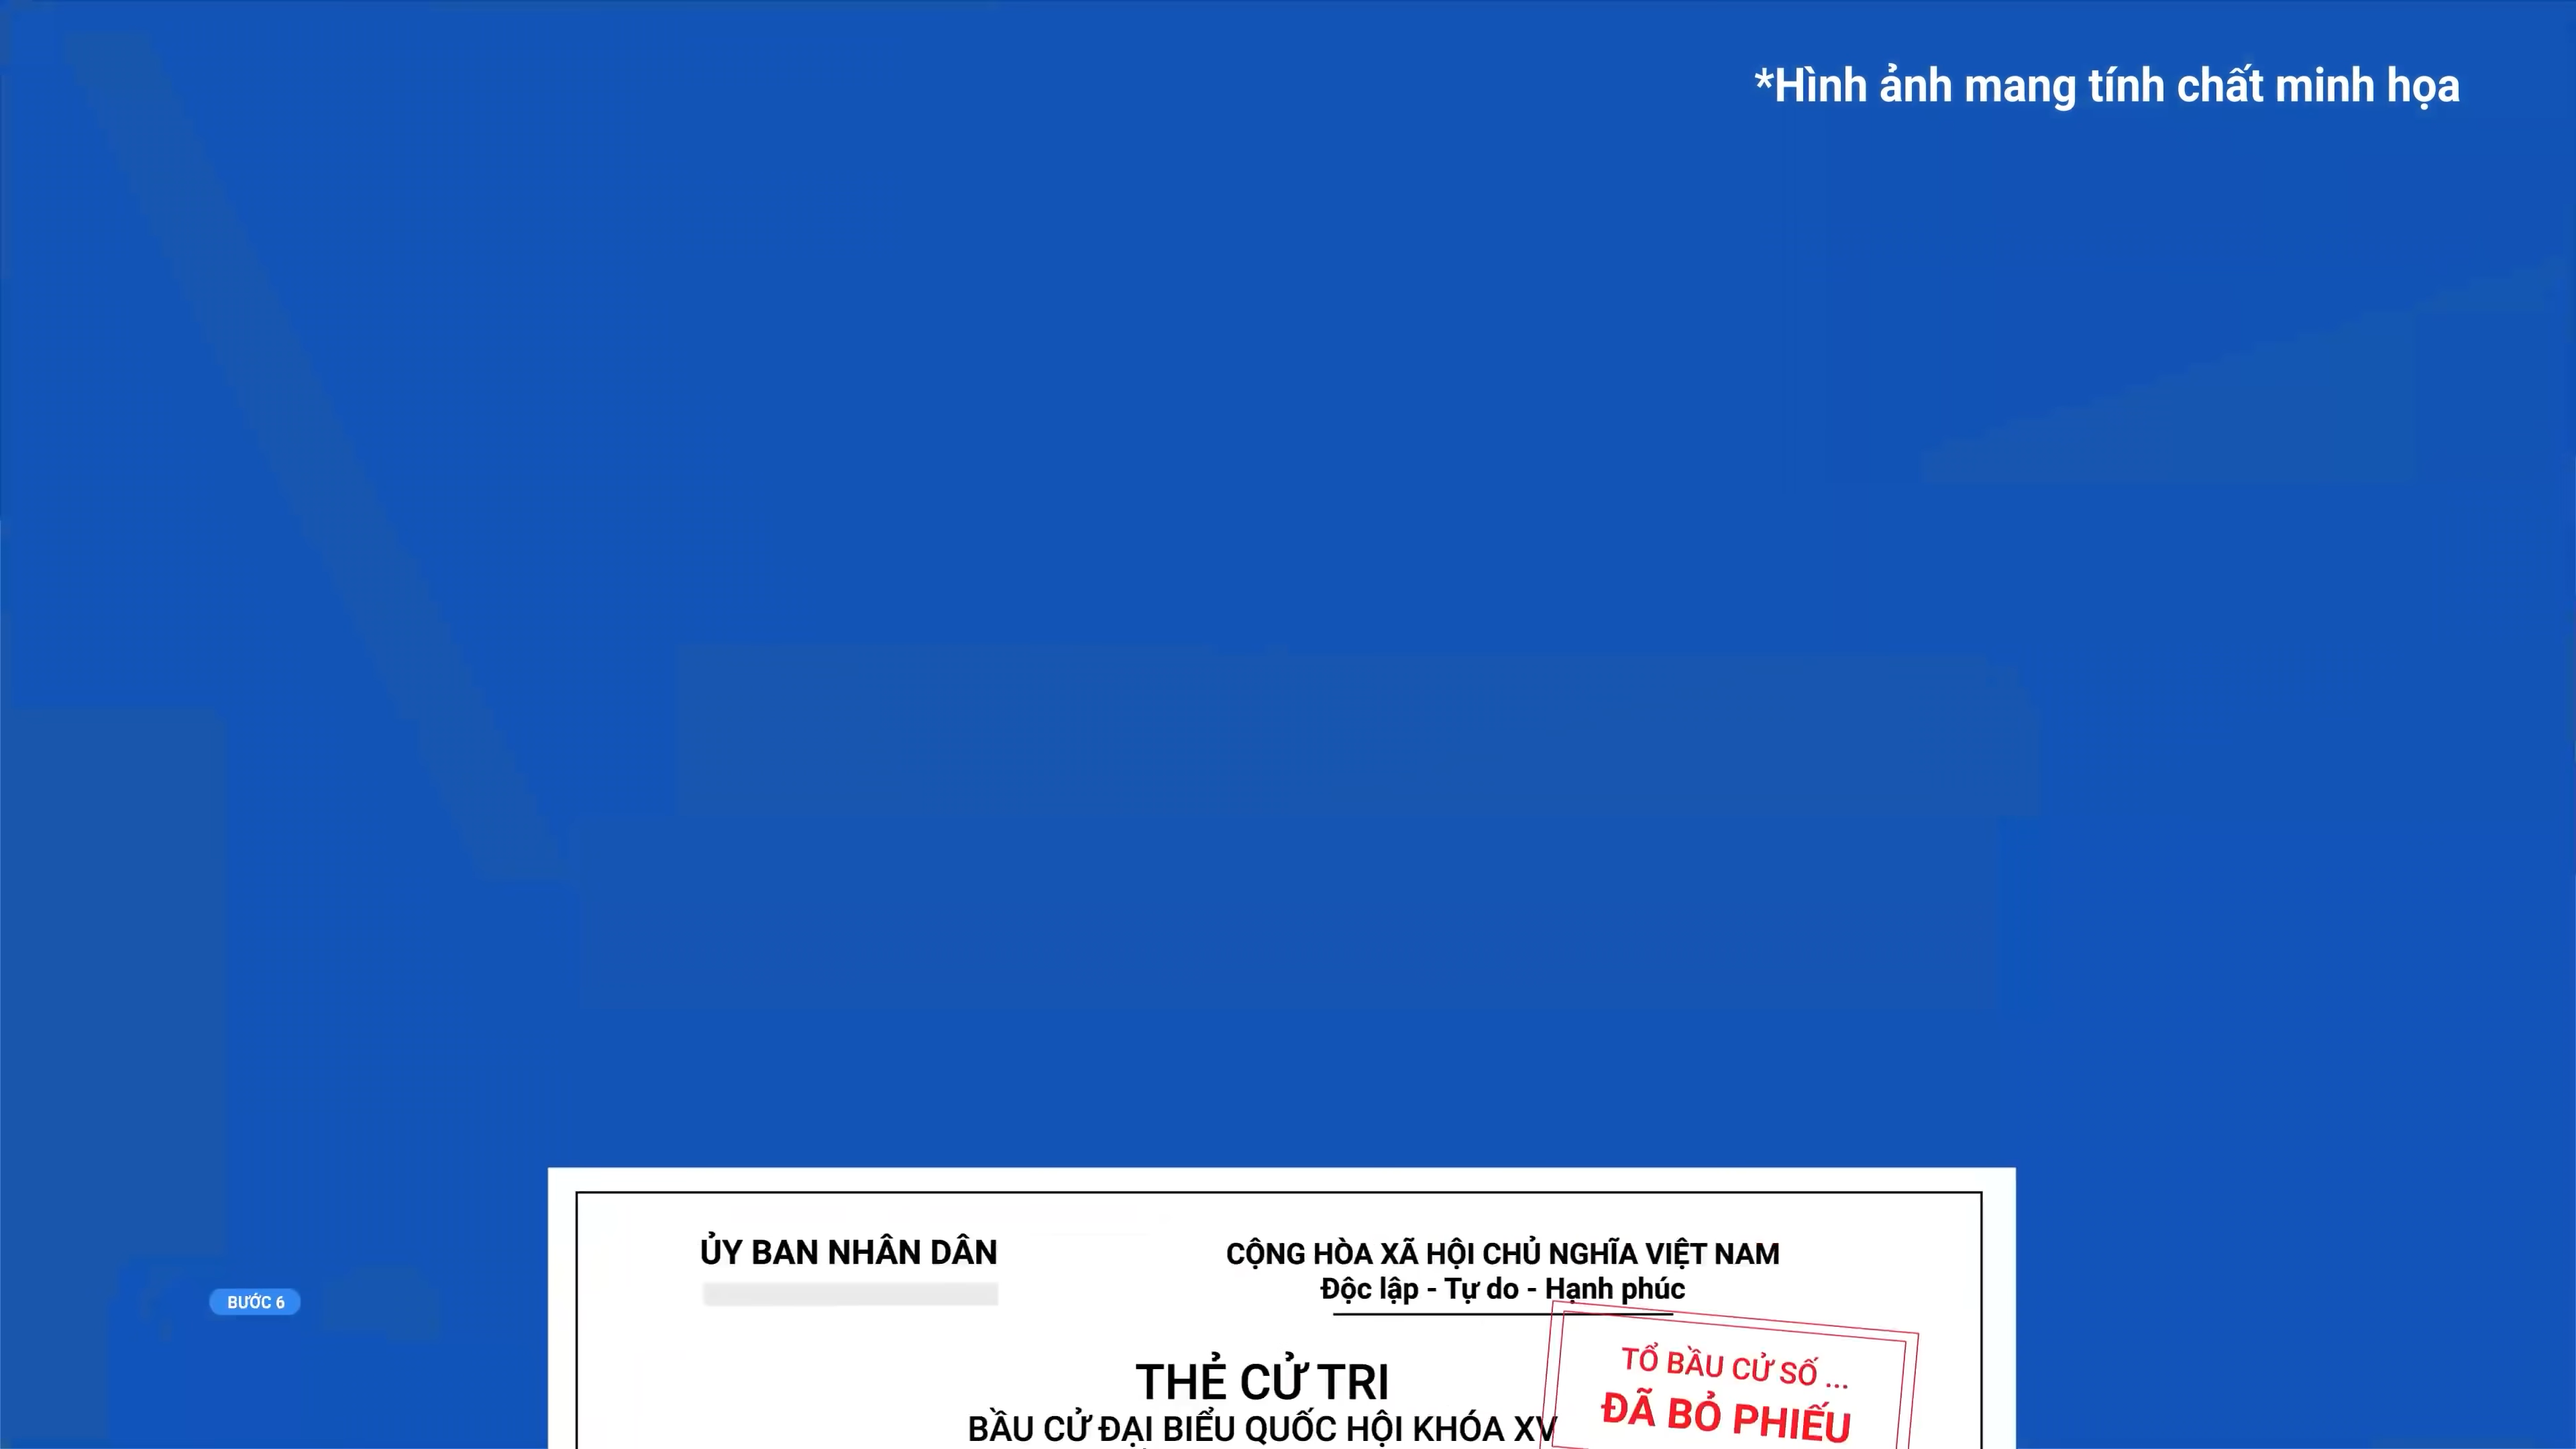 *Hình ảnh mang tính chất minh họa
BƯỚC 6
ỦY BAN NHÂN DÂN
CỘNG HÒA XÃ HỘI CHỦ NGHĨA VIỆT NAM
Độc lập - Tự do - Hạnh phúc
THẺ CỬ TRI
BẦU CỬ ĐẠI BIỂU QUỐC HỘI KHÓA XV
TỔ BẦU CỬ SỐ ...
ĐÃ BỎ PHIẾU